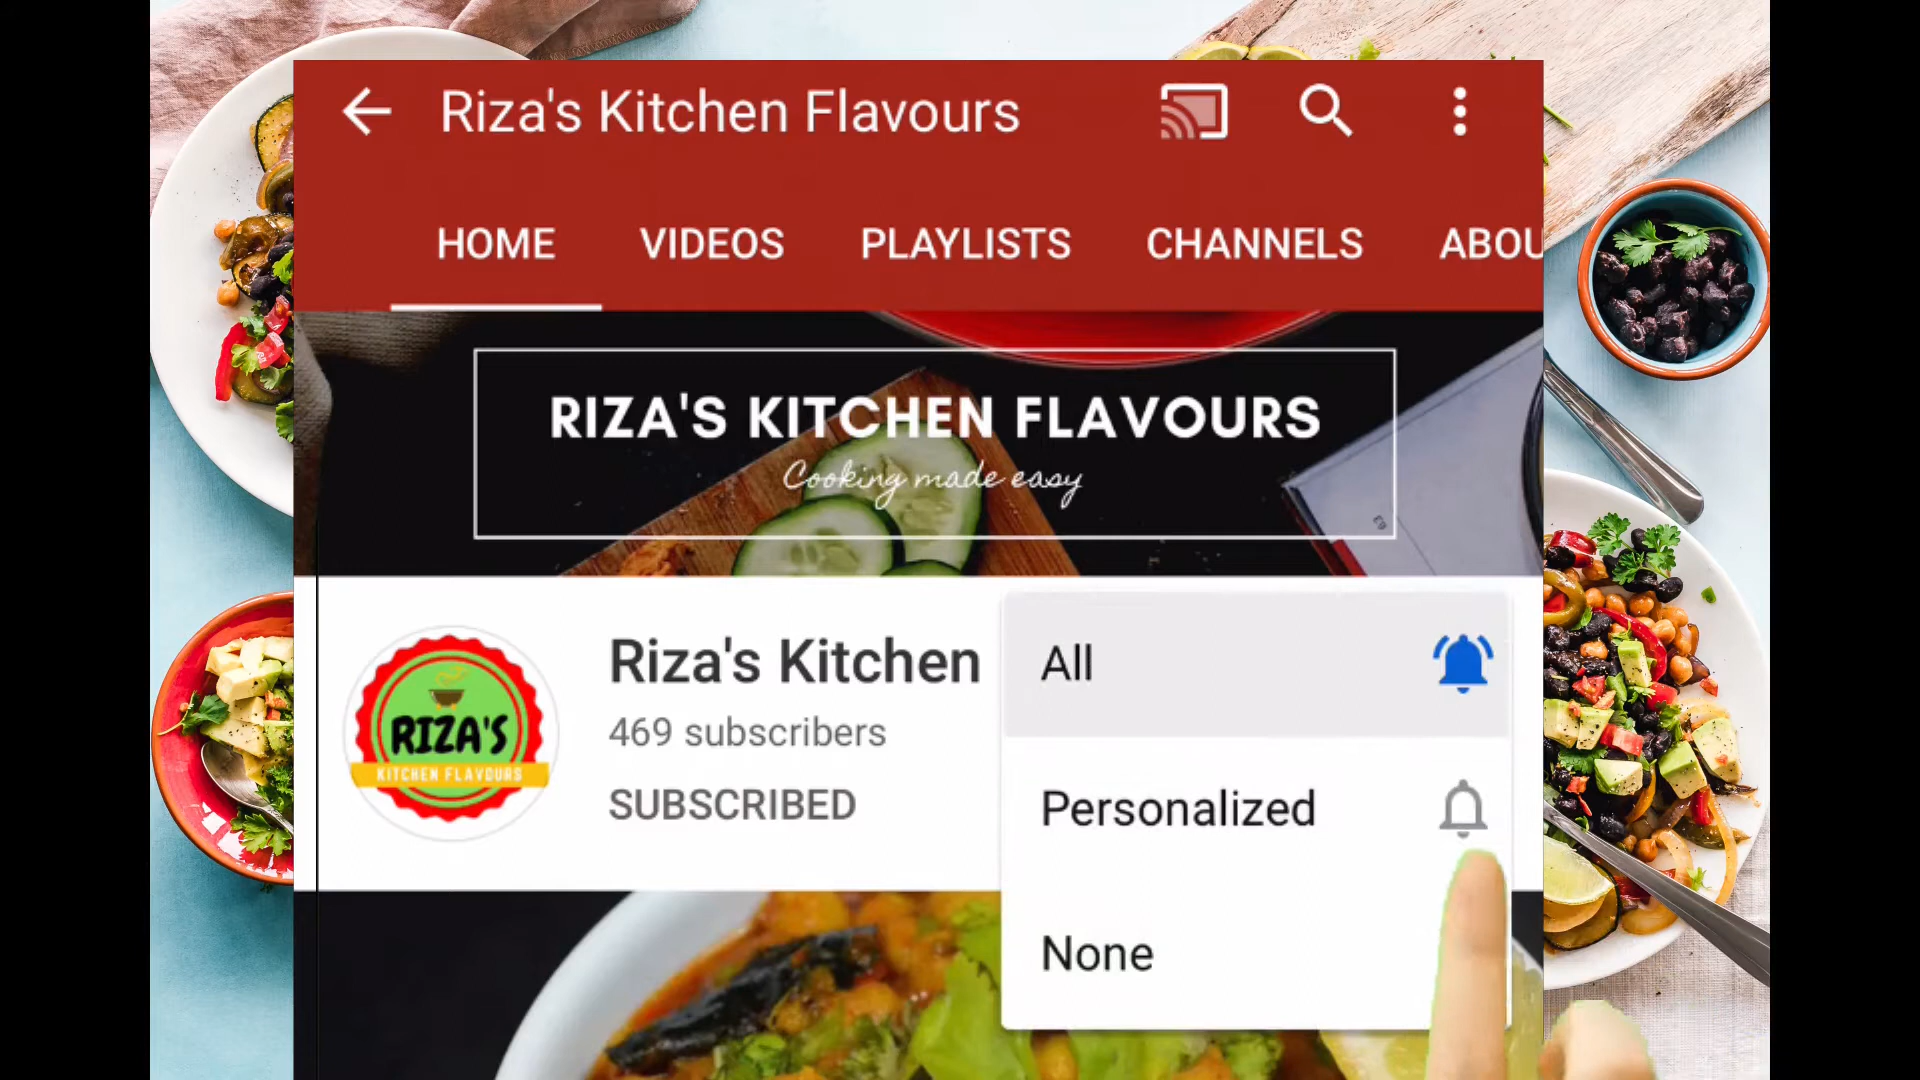 Riza's Kitchen Flavours
HOME VIDEOS PLAYLISTS CHANNELS ABOU
RIZA'S KITCHEN FLAVOURS
Cooking made easy
RIZA'S
KITCHEN FLAVOURS
Riza's Kitchen
469 subscribers
SUBSCRIBED
All
Personalized
None